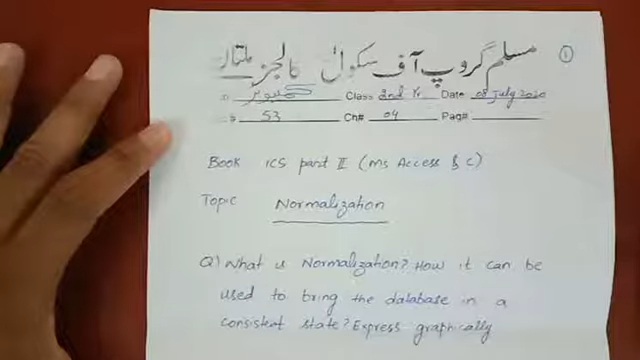 مسلم گروپ آف سکولز کالجز ملتان
①
کمپیوٹر Class 2nd Yr Date 08 July 2020
# 53 Ch# 04 Pag#
Book ICS part II (Ms Access & C)
Topic Normalization
Q) What is Normalization? How it can be
used to bring the database in a
consistent state? Express graphically